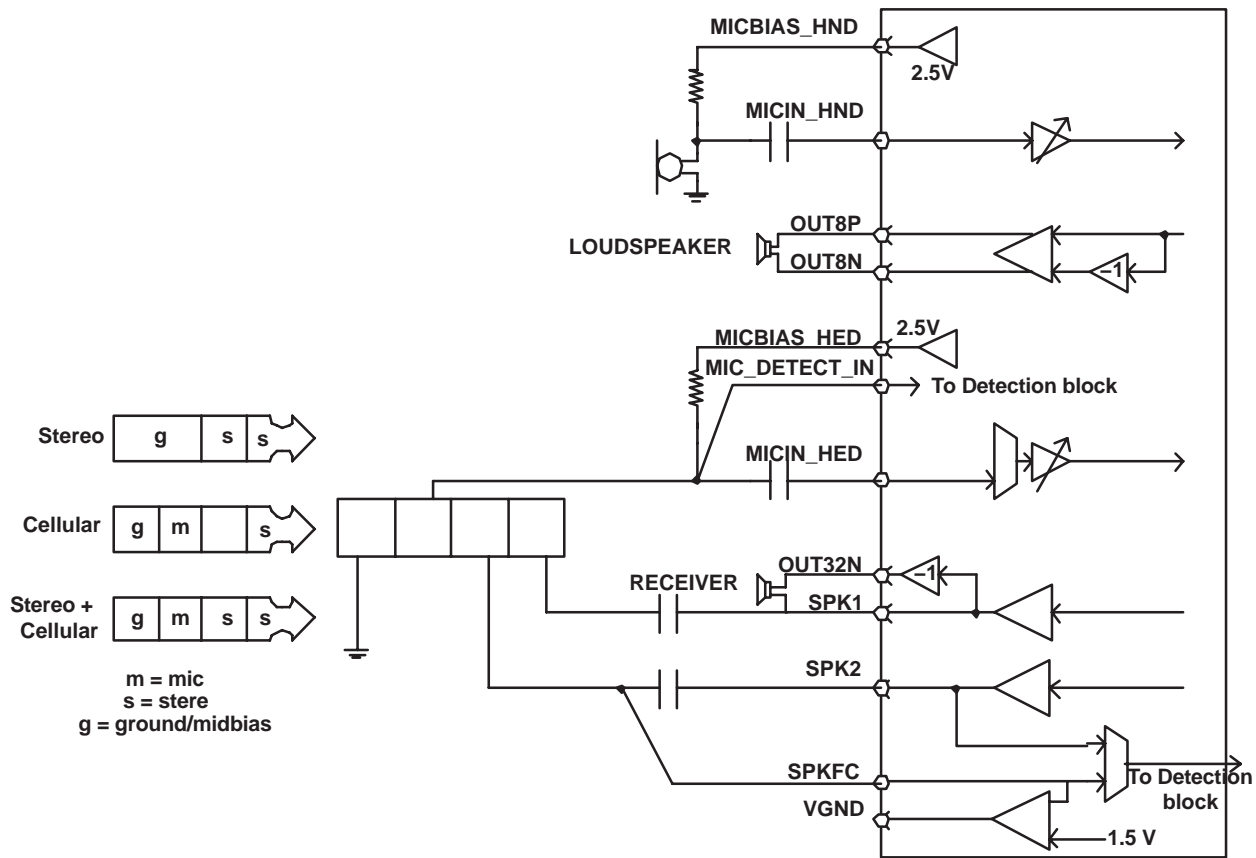 MICBIAS_HND
2.5V
MICIN_HND
OUT8P
LOUDSPEAKER
OUT8N
–1
2.5V
MICBIAS_HED
MIC_DETECT_IN
To Detection block
Stereo
g s s
MICIN_HED
Cellular
g m s
OUT32N
–1
RECEIVER
SPK1
Stereo +
Cellular
g m s s
SPK2
m = mic
s = stere
g = ground/midbias
SPKFC
To Detection
block
VGND
1.5 V